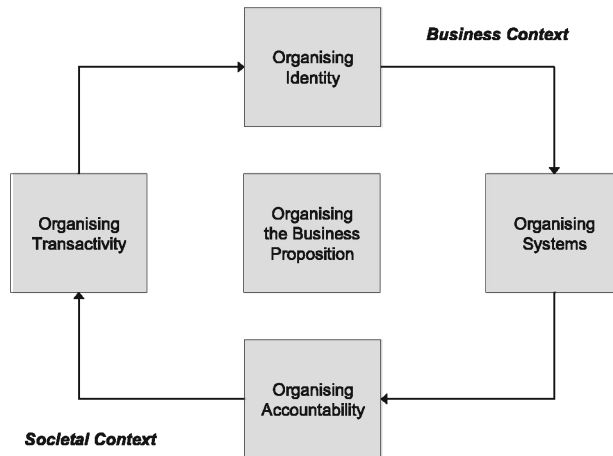 Organising
Identity
Business Context
Organising
Transactivity
Organising
the Business
Proposition
Organising
Systems
Organising
Accountability
Societal Context